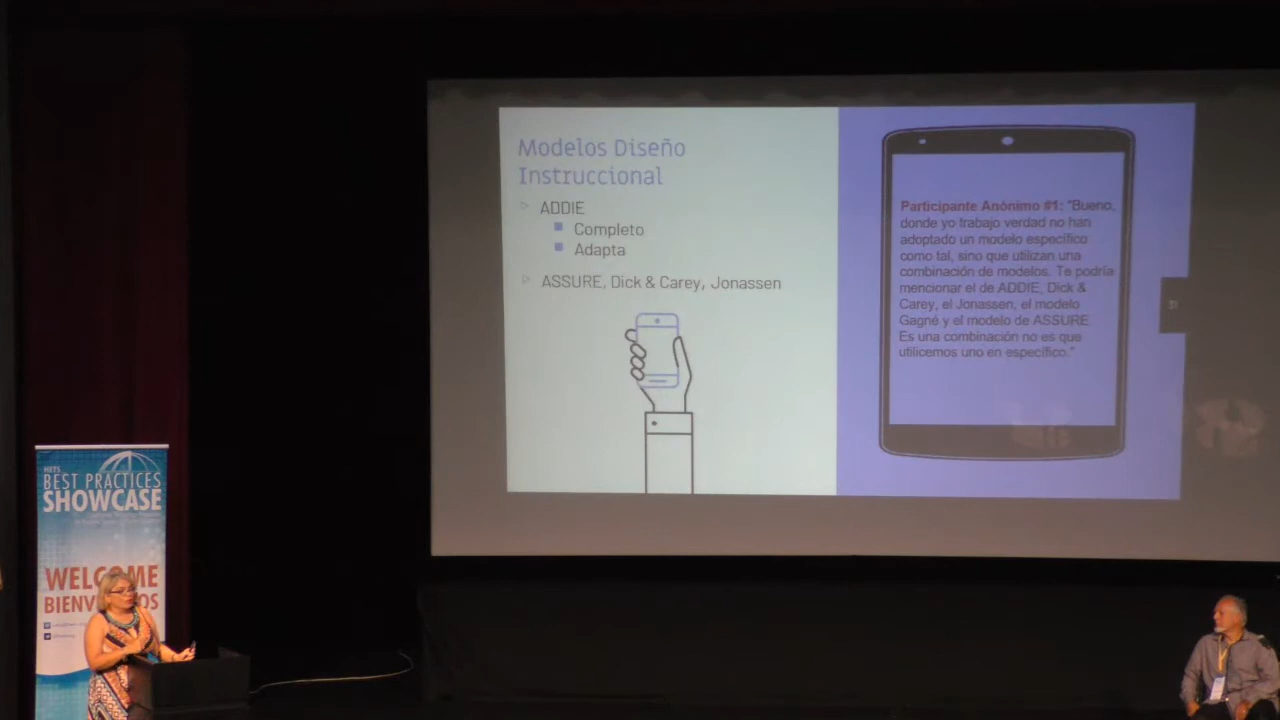 Modelos Diseño
Instruccional
ADDIE
Completo
Adapta
ASSURE, Dick & Carey, Jonassen
Participante Anónimo #1: "Bueno,
donde yo trabajo verdad no han
adoptado un modelo específico
como tal, sino que utilizan una
combinación de modelos. Te podría
mencionar el de ADDIE, Dick &
Carey, el Jonassen, el modelo
Gagné y el modelo de ASSURE.
Es una combinación no es que
utilicemos uno en específico."
HETS
BEST PRACTICES
SHOWCASE
WELCOME